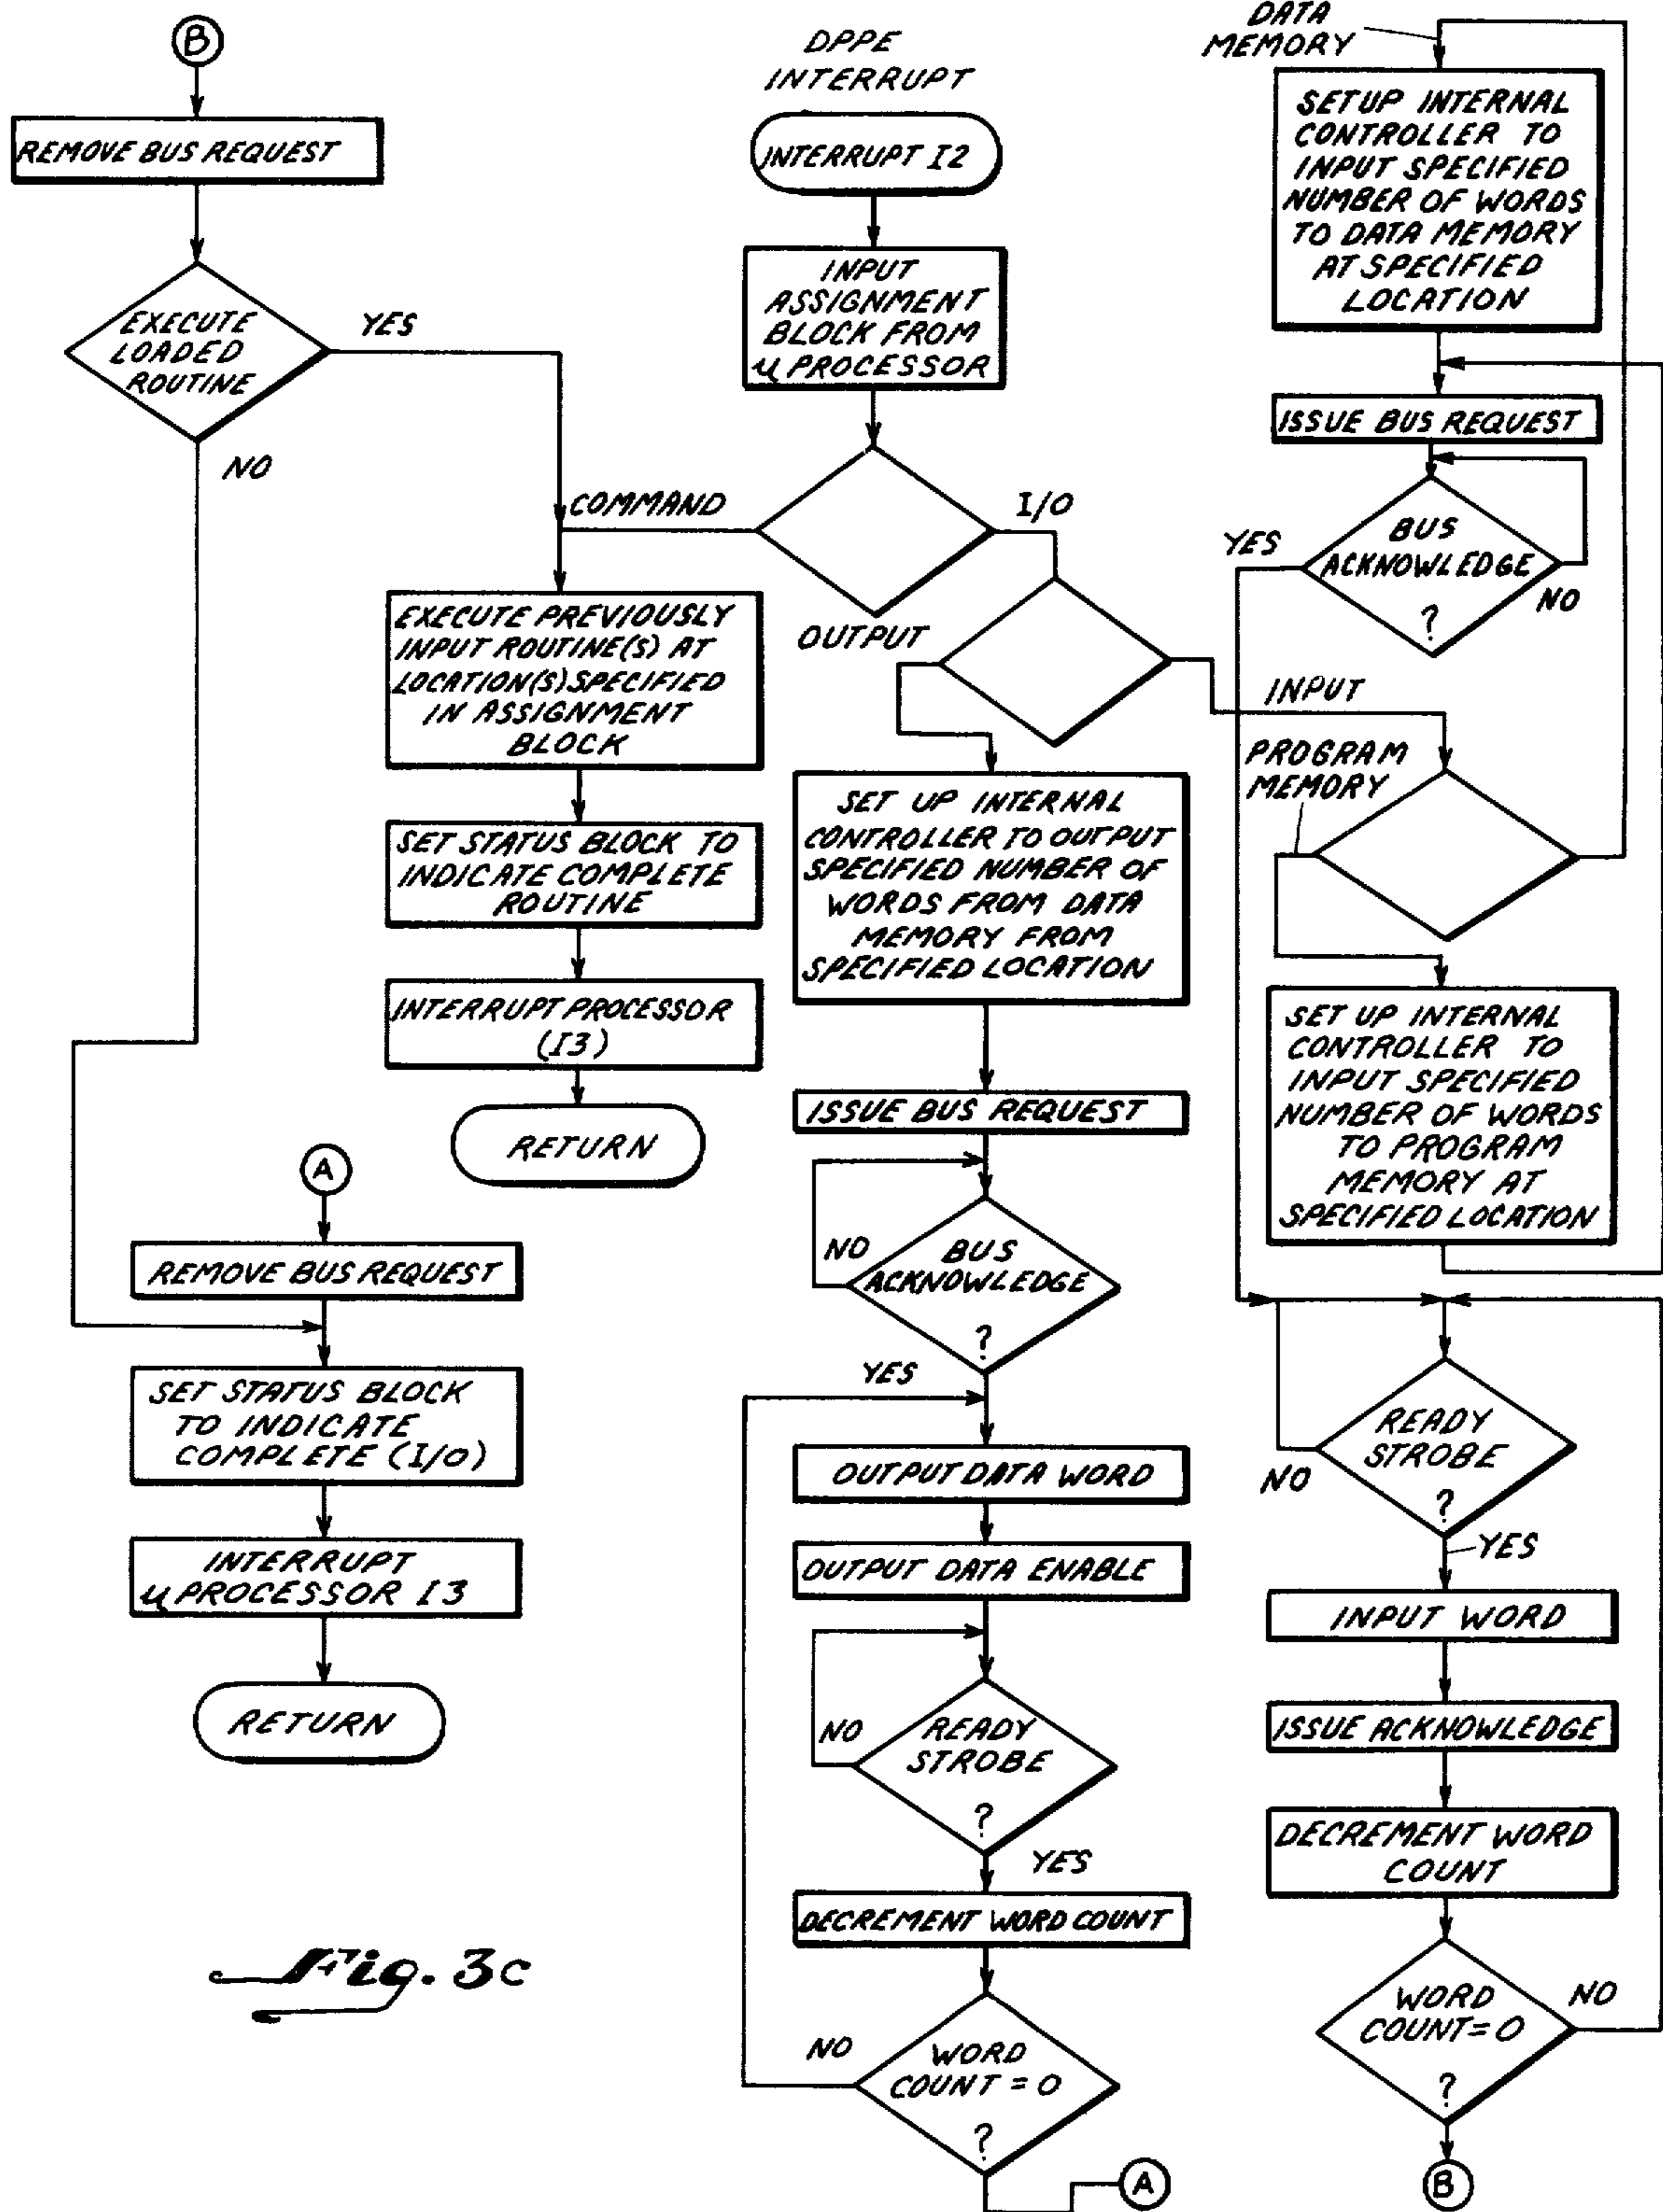 B
REMOVE BUS REQUEST
EXECUTE
LOADED
ROUTINE
YES
NO
A
REMOVE BUS REQUEST
SET STATUS BLOCK
TO INDICATE
COMPLETE (I/O)
INTERRUPT
μ PROCESSOR I3
RETURN
DPPE
INTERRUPT
INTERRUPT I2
INPUT
ASSIGNMENT
BLOCK FROM
μ PROCESSOR
COMMAND
I/O
EXECUTE PREVIOUSLY
INPUT ROUTINE(S) AT
LOCATION(S) SPECIFIED
IN ASSIGNMENT
BLOCK
SET STATUS BLOCK TO
INDICATE COMPLETE
ROUTINE
INTERRUPT PROCESSOR
(I3)
RETURN
OUTPUT
INPUT
SET UP INTERNAL
CONTROLLER TO OUTPUT
SPECIFIED NUMBER OF
WORDS FROM DATA
MEMORY FROM
SPECIFIED LOCATION
ISSUE BUS REQUEST
NO
BUS
ACKNOWLEDGE
?
YES
OUTPUT DATA WORD
OUTPUT DATA ENABLE
NO
READY
STROBE
?
YES
DECREMENT WORD COUNT
NO
WORD
COUNT = 0
?
A
DATA
MEMORY
SET UP INTERNAL
CONTROLLER TO
INPUT SPECIFIED
NUMBER OF WORDS
TO DATA MEMORY
AT SPECIFIED
LOCATION
ISSUE BUS REQUEST
YES
BUS
ACKNOWLEDGE
?
NO
PROGRAM
MEMORY
SET UP INTERNAL
CONTROLLER TO
INPUT SPECIFIED
NUMBER OF WORDS
TO PROGRAM
MEMORY AT
SPECIFIED LOCATION
READY
STROBE
?
NO
YES
INPUT WORD
ISSUE ACKNOWLEDGE
DECREMENT WORD
COUNT
WORD
COUNT = 0
?
NO
B
Fig. 3c